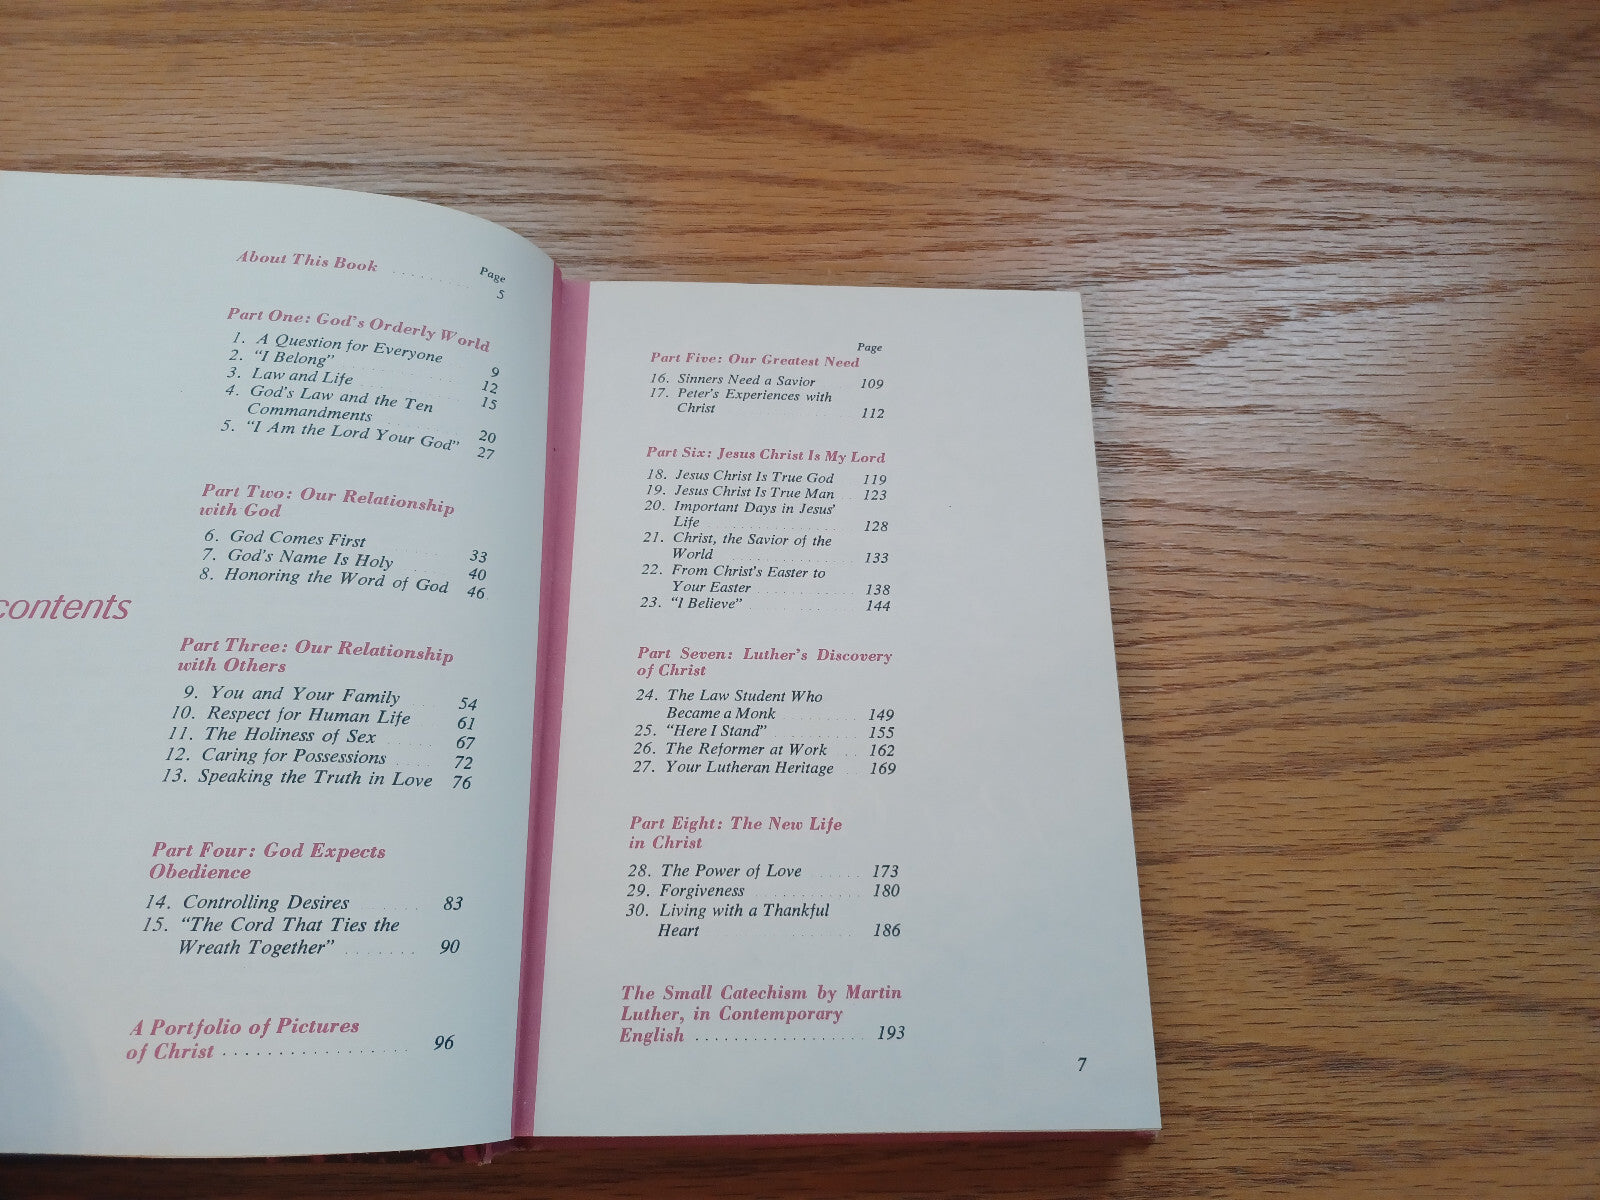 contents
Page
About This Book . . . . . . . . . 5
Part One: God's Orderly World
1. A Question for Everyone 9
2. "I Belong" 12
3. Law and Life 15
4. God's Law and the Ten
Commandments 20
5. "I Am the Lord Your God" 27
Part Two: Our Relationship
with God
6. God Comes First 33
7. God's Name Is Holy 40
8. Honoring the Word of God 46
Part Three: Our Relationship
with Others
9. You and Your Family 54
10. Respect for Human Life 61
11. The Holiness of Sex 67
12. Caring for Possessions 72
13. Speaking the Truth in Love 76
Part Four: God Expects
Obedience
14. Controlling Desires 83
15. "The Cord That Ties the
Wreath Together" . . . . . . . 90
A Portfolio of Pictures
of Christ . . . . . . . . . . . . . . . . . 96
Page
Part Five: Our Greatest Need
16. Sinners Need a Savior 109
17. Peter's Experiences with
Christ 112
Part Six: Jesus Christ Is My Lord
18. Jesus Christ Is True God 119
19. Jesus Christ Is True Man 123
20. Important Days in Jesus'
Life 128
21. Christ, the Savior of the
World 133
22. From Christ's Easter to
Your Easter 138
23. "I Believe" 144
Part Seven: Luther's Discovery
of Christ
24. The Law Student Who
Became a Monk 149
25. "Here I Stand" 155
26. The Reformer at Work 162
27. Your Lutheran Heritage 169
Part Eight: The New Life
in Christ
28. The Power of Love 173
29. Forgiveness 180
30. Living with a Thankful
Heart 186
The Small Catechism by Martin
Luther, in Contemporary
English . . . . . . . . . . . . . . . . . 193
7